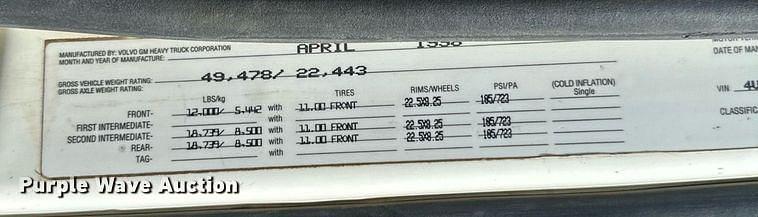 MANUFACTURED BY: VOLVO GM HEAVY TRUCK CORPORATION
MONTH AND YEAR OF MANUFACTURE: APRIL
DATE OF MAN
GROSS VEHICLE WEIGHT RATING: 49,478/ 22,443
GROSS AXLE WEIGHT RATING:
VIN 4U
LBS/kg TIRES RIMS/WHEELS PSI/PA (COLD INFLATION)
Single
FRONT- 12,000/ 5,442 with 11.00 FRONT 22.5X8.25 105/723
CLASSIFIC
FIRST INTERMEDIATE- with
SECOND INTERMEDIATE- 18,739/ 8,500 with 11.00 FRONT 22.5X8.25 105/723
REAR- 18,739/ 8,500 with 11.00 FRONT 22.5X8.25 105/723
TAG- with
Purple Wave Auction